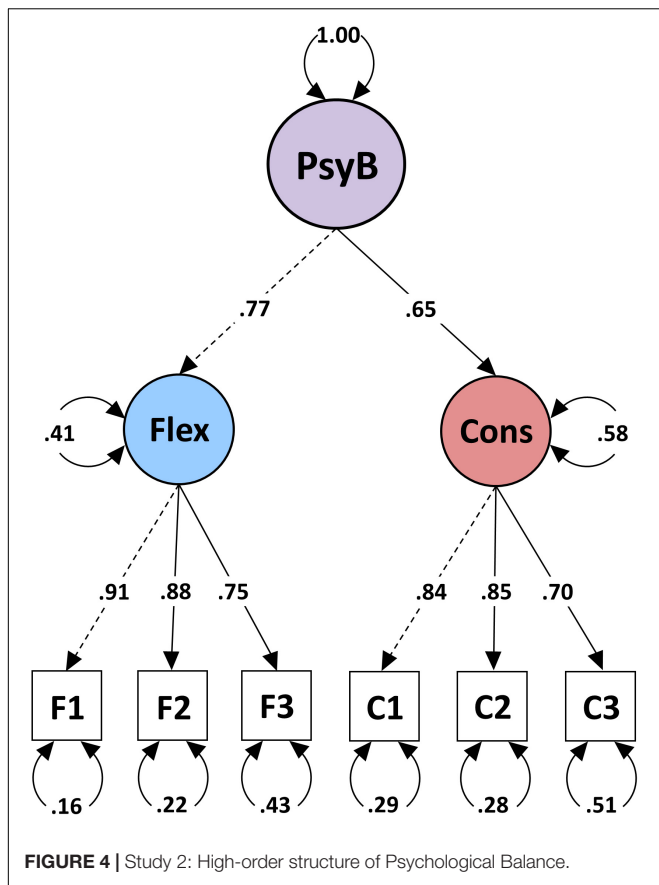 1.00
PsyB
.77 .65
.41 Flex Cons .58
.91 .88 .75 .84 .85 .70
F1 F2 F3 C1 C2 C3
.16 .22 .43 .29 .28 .51
FIGURE 4 | Study 2: High-order structure of Psychological Balance.